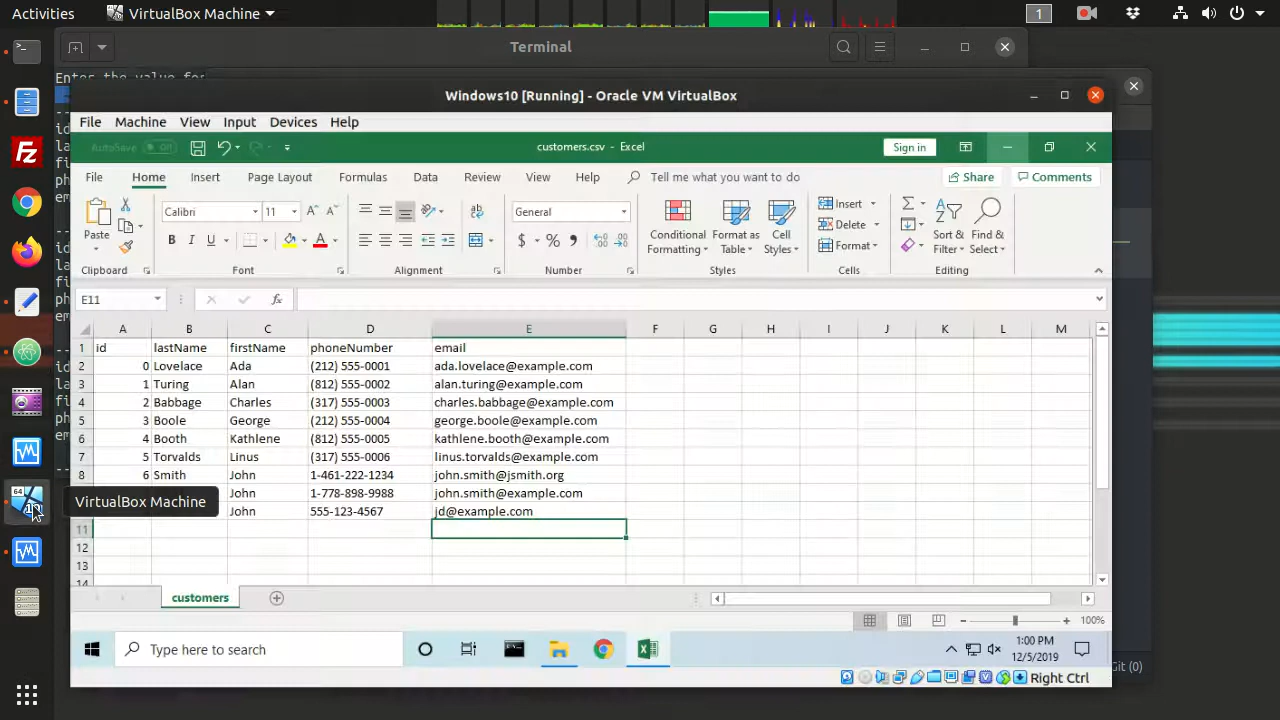 Activities VirtualBox Machine 1
Terminal
Enter the value for
Windows10 [Running] - Oracle VM VirtualBox
File Machine View Input Devices Help
AutoSave Off customers.csv - Excel Sign in
File Home Insert Page Layout Formulas Data Review View Help Tell me what you want to do Share Comments
Paste Calibri 11 General Conditional Formatting Format as Table Cell Styles Insert Delete Format Sort & Filter Find & Select
Clipboard Font Alignment Number Styles Cells Editing
E11 fx
A B C D E F G H I J K L M
1 id lastName firstName phoneNumber email
2 0 Lovelace Ada (212) 555-0001 ada.lovelace@example.com
3 1 Turing Alan (812) 555-0002 alan.turing@example.com
4 2 Babbage Charles (317) 555-0003 charles.babbage@example.com
5 3 Boole George (212) 555-0004 george.boole@example.com
6 4 Booth Kathlene (812) 555-0005 kathlene.booth@example.com
7 5 Torvalds Linus (317) 555-0006 linus.torvalds@example.com
8 6 Smith John 1-461-222-1234 john.smith@jsmith.org
John 1-778-898-9988 john.smith@example.com
John 555-123-4567 jd@example.com
VirtualBox Machine
11
12
13
14
customers
100%
Type here to search 1:00 PM
12/5/2019
Right Ctrl
Git (0)